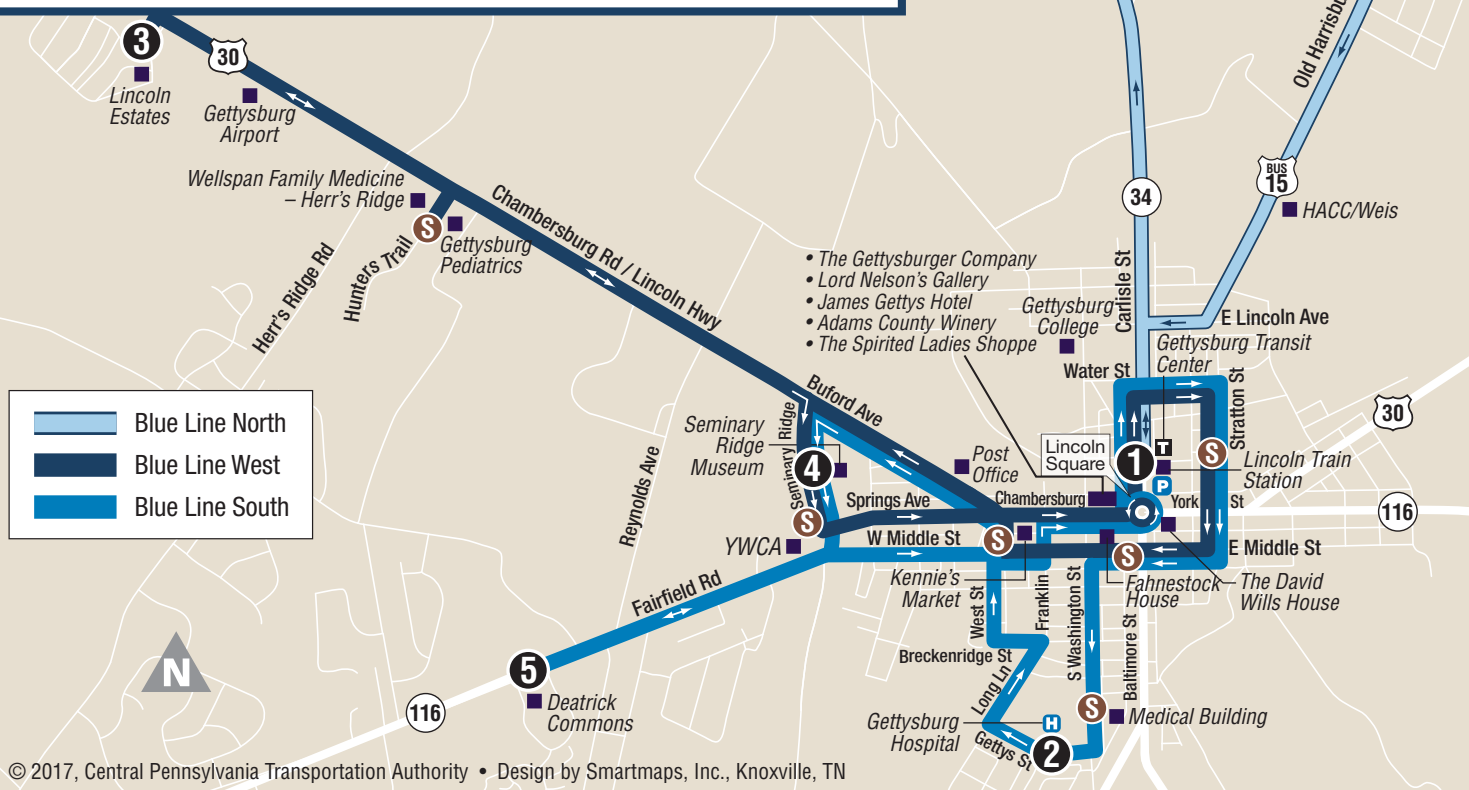 3
30
Lincoln
Estates
Gettysburg
Airport
Wellspan Family Medicine
– Herr's Ridge
S
Gettysburg
Pediatrics
Hunters Trail
Herr's Ridge Rd
Chambersburg Rd / Lincoln Hwy
34
BUS
15
HACC/Weis
• The Gettysburger Company
• Lord Nelson's Gallery
• James Gettys Hotel
• Adams County Winery
• The Spirited Ladies Shoppe
Gettysburg
College
Carlisle St
E Lincoln Ave
Gettysburg Transit
Center
Water St
Stratton St
30
Blue Line North
Blue Line West
Blue Line South
Buford Ave
Seminary Ridge
Seminary
Ridge
Museum
4
Reynolds Ave
Post
Office
Lincoln
Square
1
T
P
S
Lincoln Train
Station
Springs Ave
Chambersburg
York
St
116
S
YWCA
W Middle St
S
S
E Middle St
Kennie's
Market
Fahnestock
House
The David
Wills House
Fairfield Rd
West St
Franklin
S Washington St
Baltimore St
Breckenridge St
Long Ln
N
5
Deatrick
Commons
116
Gettysburg
Hospital
H
S
Medical Building
Gettys St
2
© 2017, Central Pennsylvania Transportation Authority • Design by Smartmaps, Inc., Knoxville, TN